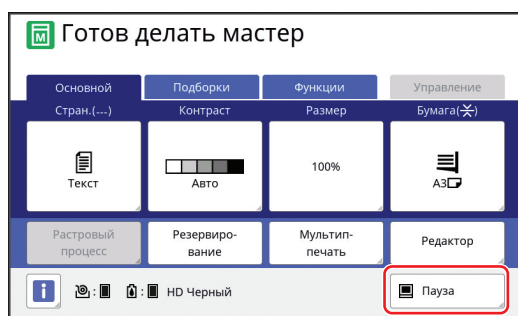 Готов делать мастер
Основной Подборки Функции Управление
Стран.(---) Контраст Размер Бумага(
Текст Авто 100% A3
Растровый процесс
Резервиро-
вание
Мультип-
печать
Редактор
i : : HD Черный Пауза